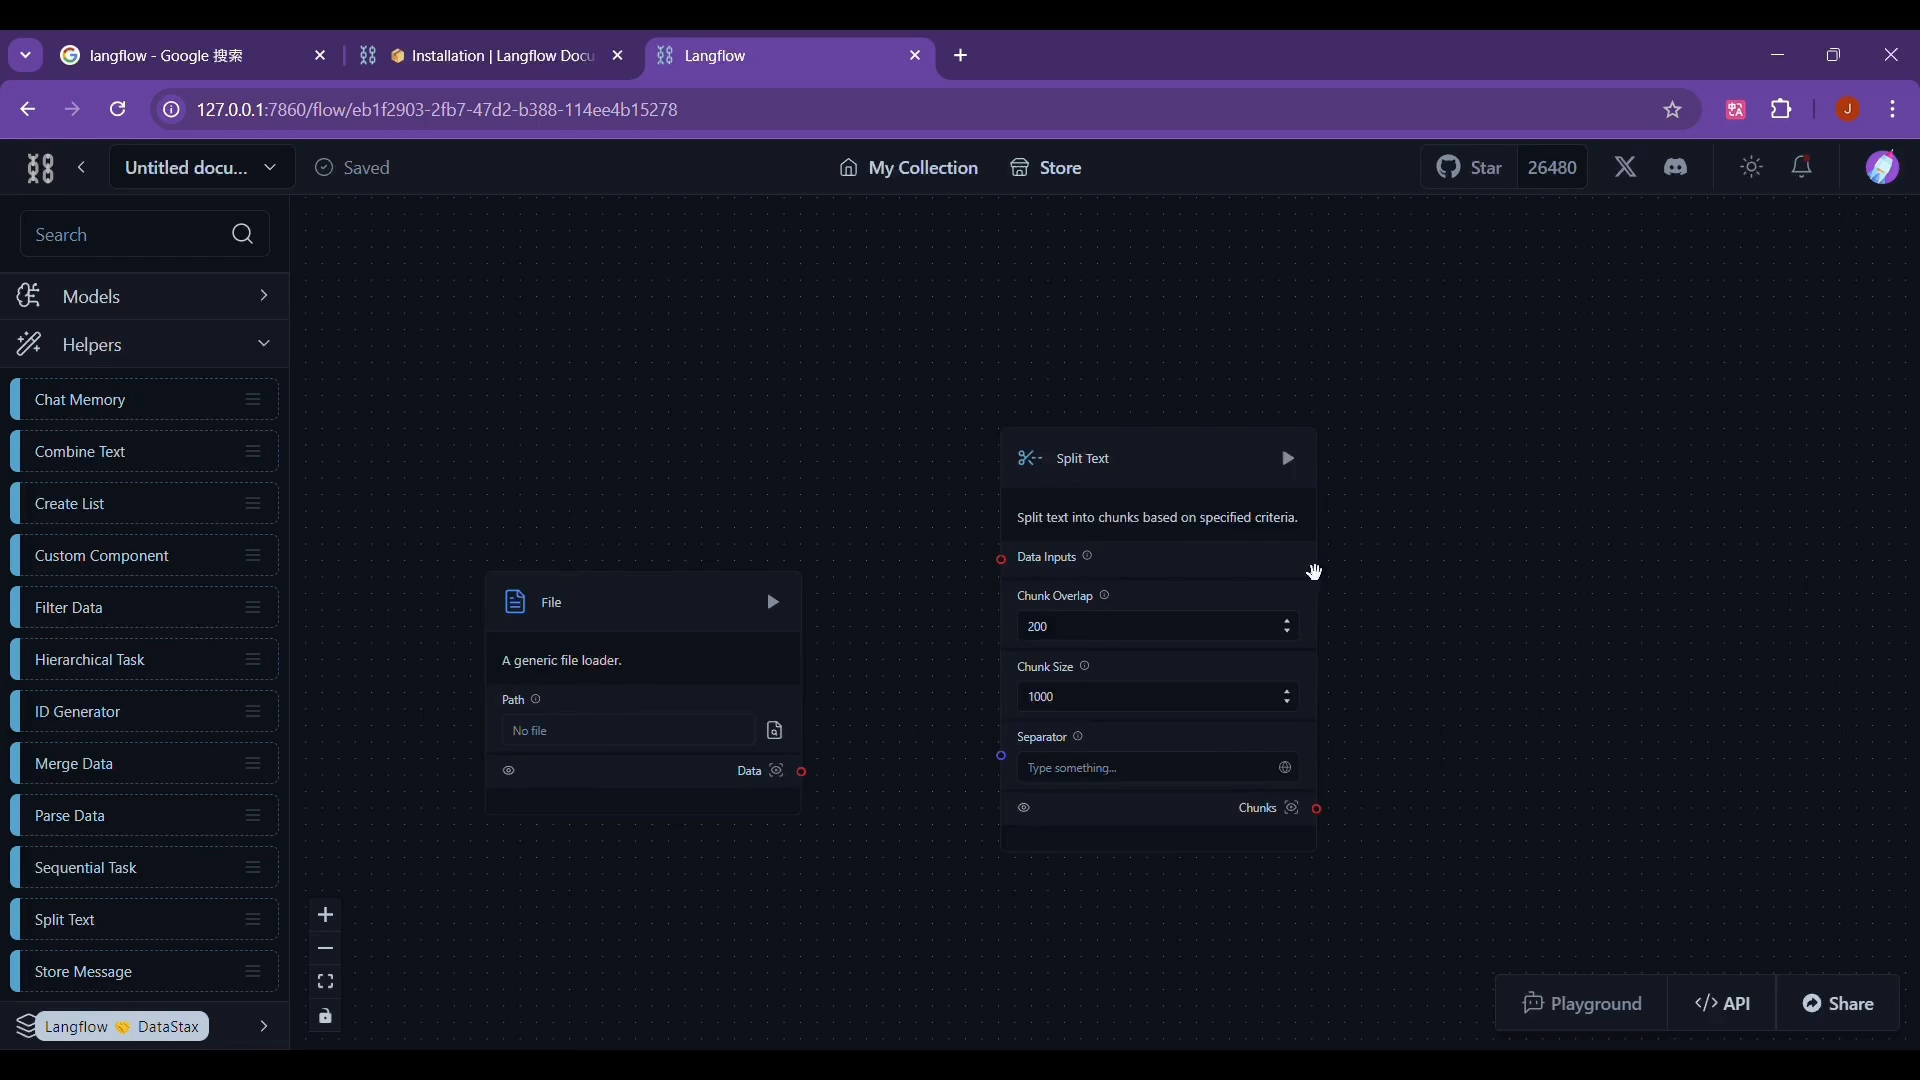 langflow - Google 搜索
Installation | Langflow Docu
Langflow
127.0.0.1:7860/flow/eb1f2903-2fb7-47d2-b388-114ee4b15278
J
Untitled docu...
Saved
My Collection
Store
Star
26480
Search
Models
Helpers
Chat Memory
Combine Text
Create List
Custom Component
Filter Data
Hierarchical Task
ID Generator
Merge Data
Parse Data
Sequential Task
Split Text
Store Message
Langflow 🤝 DataStax
File
A generic file loader.
Path
No file
Data
Split Text
Split text into chunks based on specified criteria.
Data Inputs
Chunk Overlap
200
Chunk Size
1000
Separator
Type something...
Chunks
Playground
</> API
Share